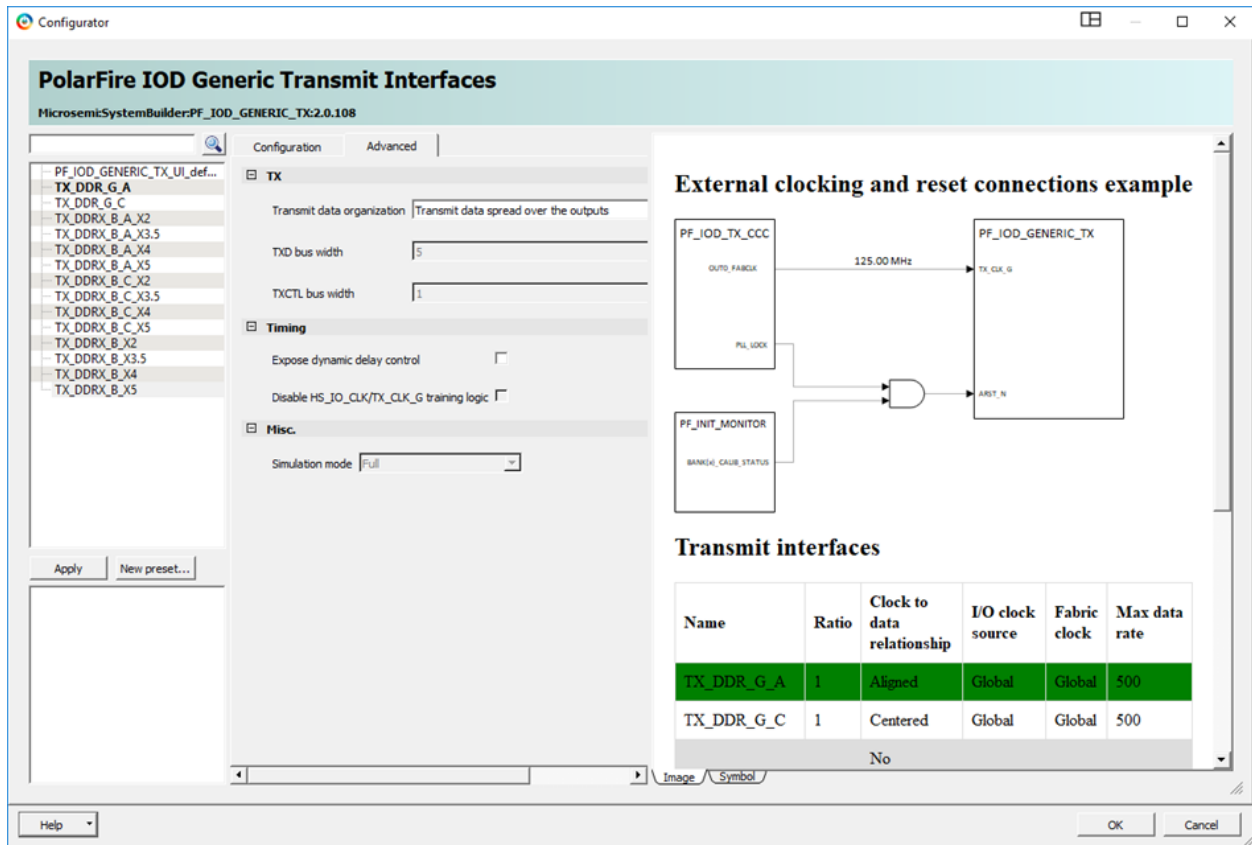 Configurator
PolarFire IOD Generic Transmit Interfaces
Microsemi:SystemBuilder:PF_IOD_GENERIC_TX:2.0.108
PF_IOD_GENERIC_TX_UI_def...
TX_DDR_G_A
TX_DDR_G_C
TX_DDRX_B_A_X2
TX_DDRX_B_A_X3.5
TX_DDRX_B_A_X4
TX_DDRX_B_A_X5
TX_DDRX_B_C_X2
TX_DDRX_B_C_X3.5
TX_DDRX_B_C_X4
TX_DDRX_B_C_X5
TX_DDRX_B_X2
TX_DDRX_B_X3.5
TX_DDRX_B_X4
TX_DDRX_B_X5
Apply New preset...
Configuration Advanced
TX
Transmit data organization Transmit data spread over the outputs
TXD bus width 5
TXCTL bus width 1
Timing
Expose dynamic delay control
Disable HS_IO_CLK/TX_CLK_G training logic
Misc.
Simulation mode Full
External clocking and reset connections example
PF_IOD_TX_CCC PF_IOD_GENERIC_TX
125.00 MHz
OUT0_FABCLK TX_CLK_G
PLL_LOCK
ARST_N
PF_INIT_MONITOR
BANK(x)_CALIB_STATUS
Transmit interfaces
Name Ratio Clock to data relationship I/O clock source Fabric clock Max data rate
TX_DDR_G_A 1 Aligned Global Global 500
TX_DDR_G_C 1 Centered Global Global 500
No
Image Symbol
Help OK Cancel